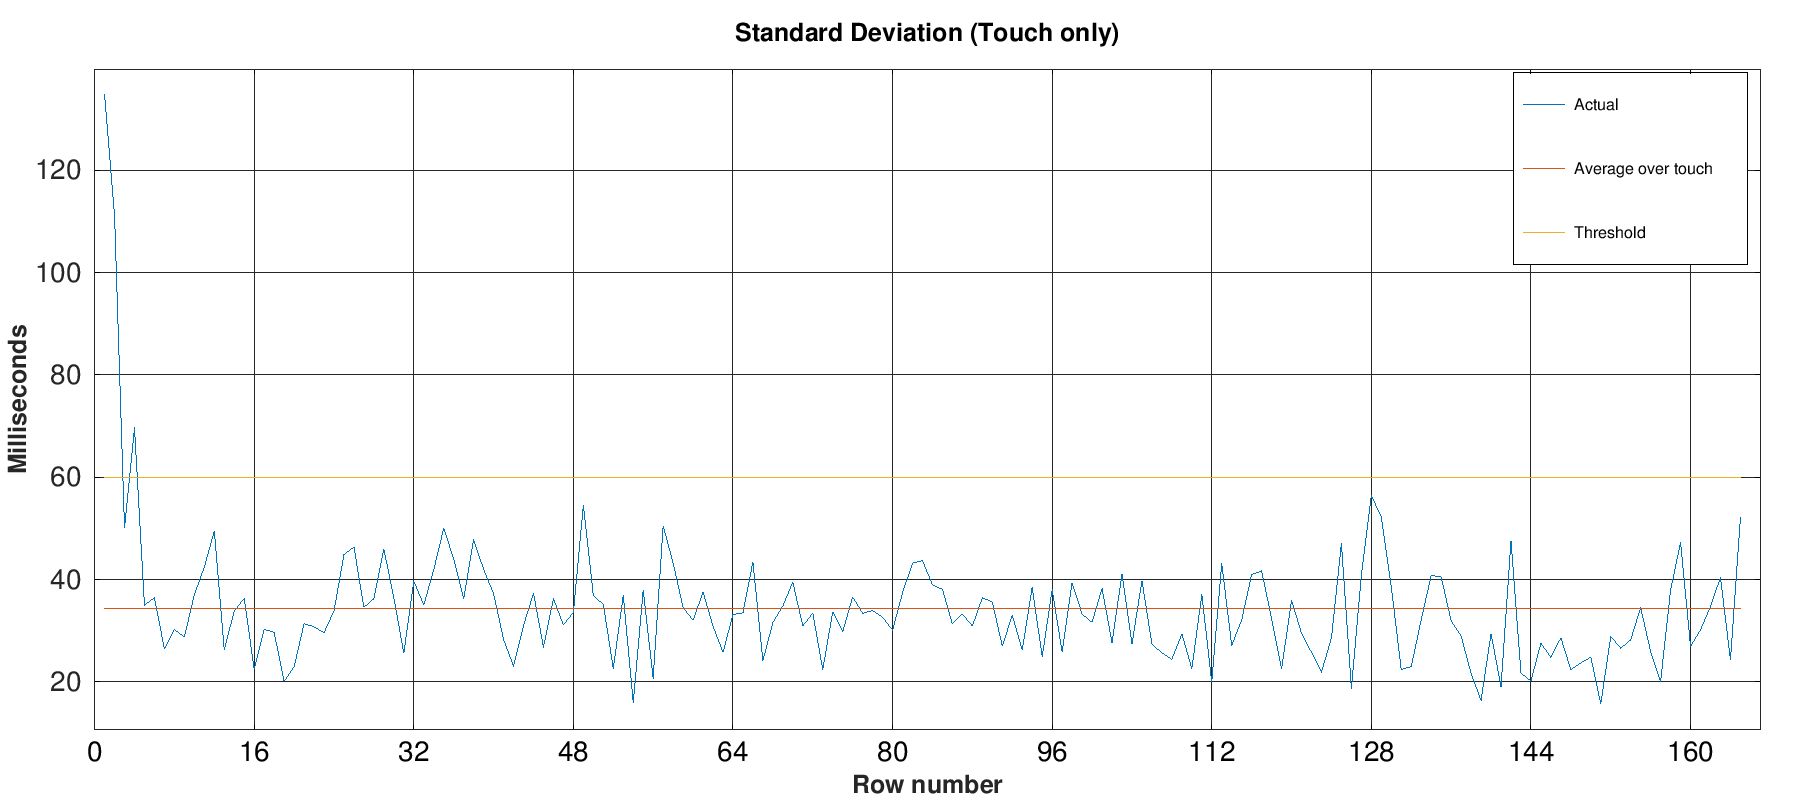 Standard Deviation (Touch only)
Actual
Average over touch
Threshold
Milliseconds
120
100
80
60
40
20
0 16 32 48 64 80 96 112 128 144 160
Row number